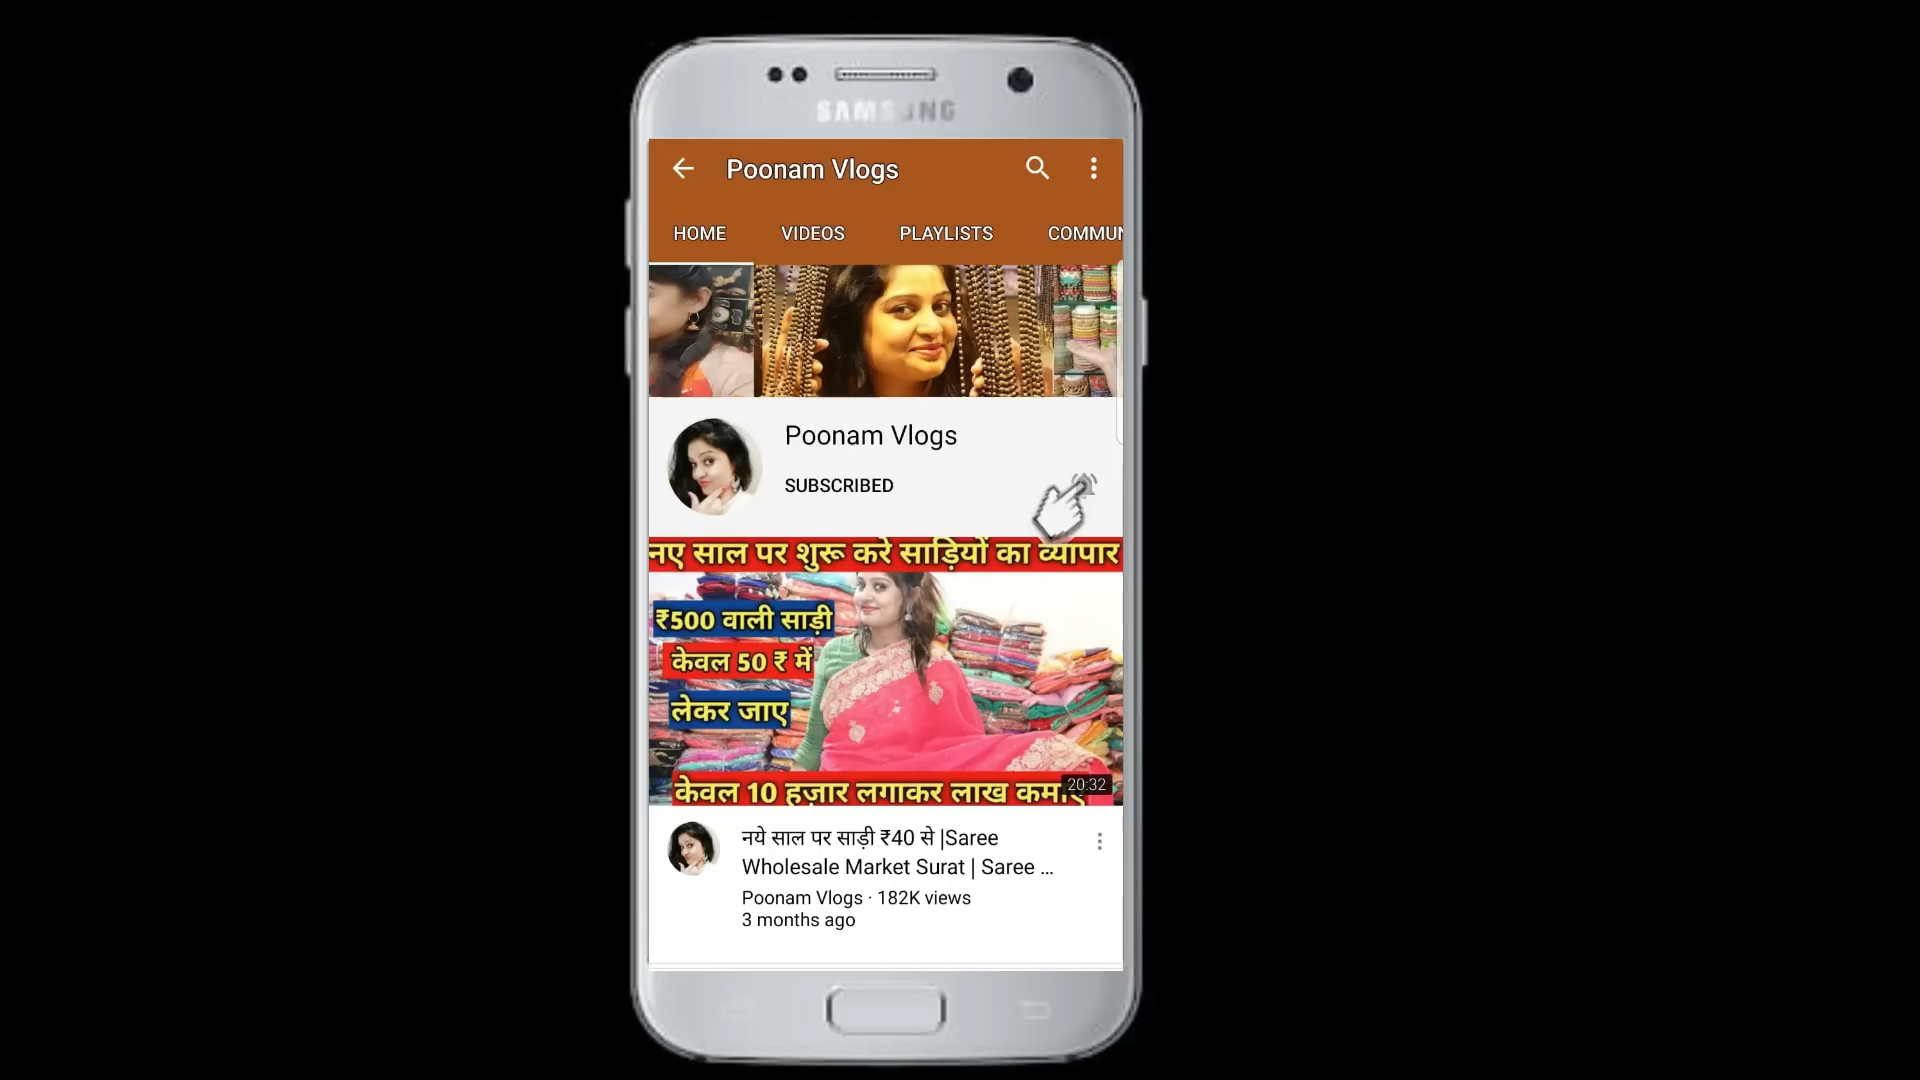 SAMSUNG
Poonam Vlogs
HOME VIDEOS PLAYLISTS COMMUN
Poonam Vlogs
SUBSCRIBED
नए साल पर शुरू करे साड़ियों का व्यापार
₹500 वाली साड़ी
केवल 50 ₹ में
लेकर जाए
केवल 10 हज़ार लगाकर लाख कमाए
20:32
नये साल पर साड़ी ₹40 से |Saree
Wholesale Market Surat | Saree ...
Poonam Vlogs · 182K views
3 months ago